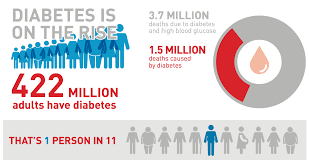 DIABETES IS
ON THE RISE
422 MILLION
adults have diabetes
3.7 MILLION
deaths due to diabetes
and high blood glucose
1.5 MILLION
deaths caused
by diabetes
THAT'S 1 PERSON IN 11